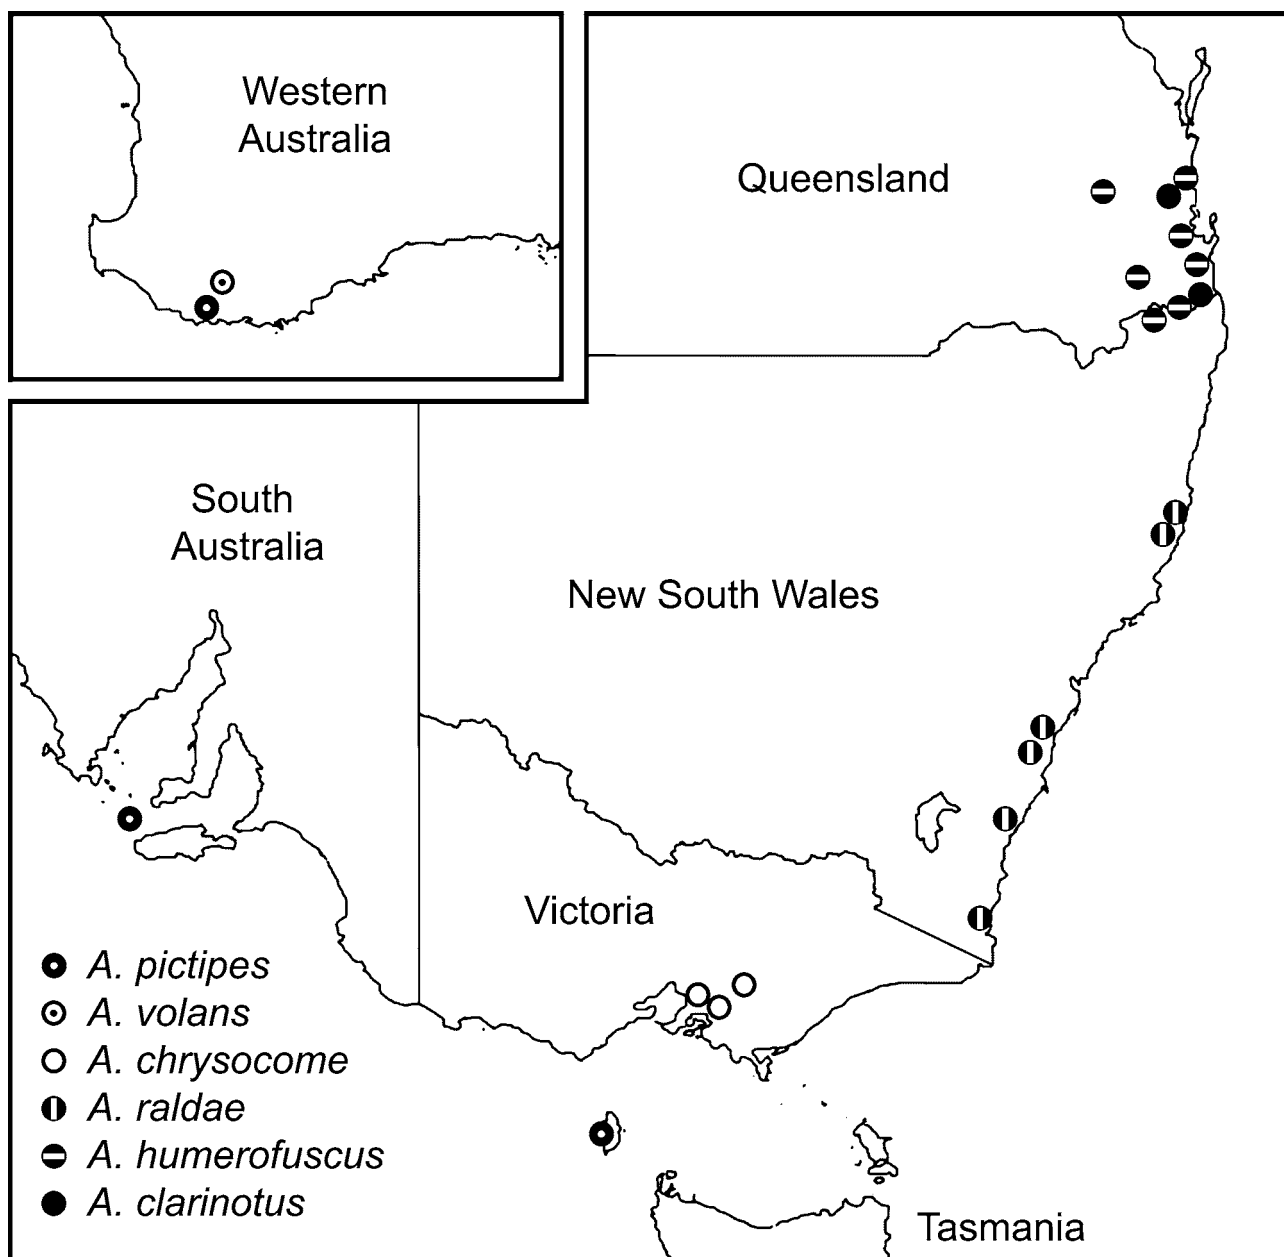 Western
Australia
Queensland
South
Australia
New South Wales
Victoria
A. pictipes
A. volans
A. chrysocome
A. raldae
A. humerofuscus
A. clarinotus
Tasmania